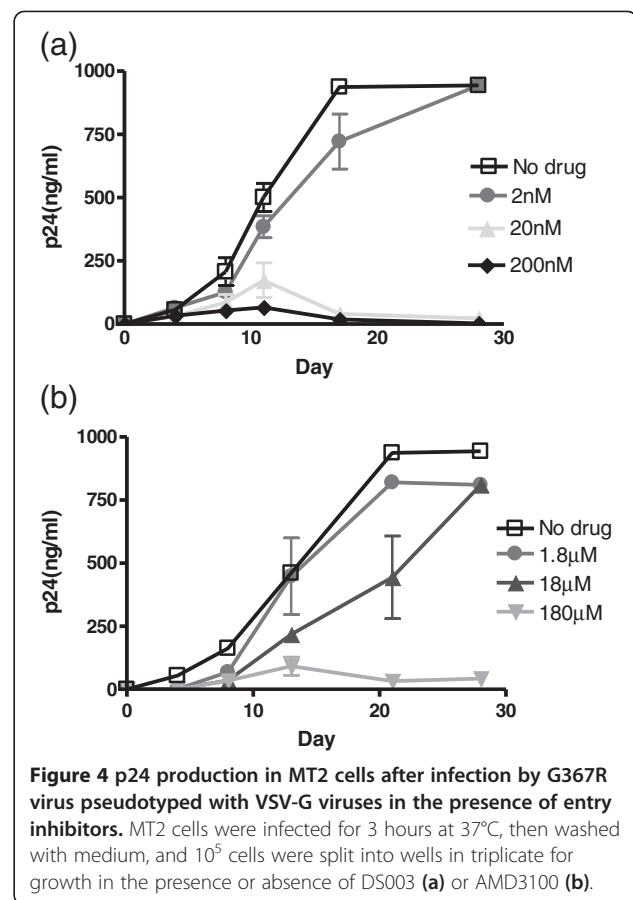 (a)
1000
750
500
250
0
p24(ng/ml)
0 10 20 30
Day
No drug
2nM
20nM
200nM
(b)
1000
750
500
250
0
p24(ng/ml)
0 10 20 30
Day
No drug
1.8μM
18μM
180μM
Figure 4 p24 production in MT2 cells after infection by G367R
virus pseudotyped with VSV-G viruses in the presence of entry
inhibitors. MT2 cells were infected for 3 hours at 37°C, then washed
with medium, and 10⁵ cells were split into wells in triplicate for
growth in the presence or absence of DS003 (a) or AMD3100 (b).